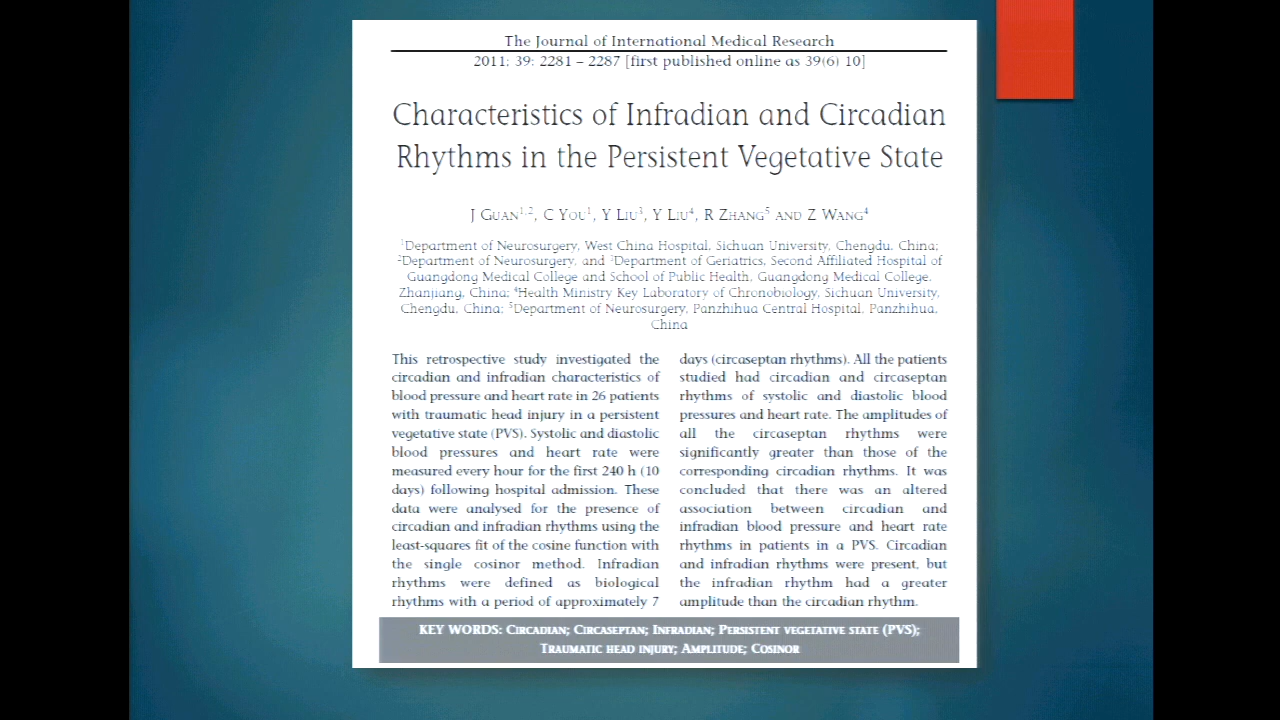 The Journal of International Medical Research
2011; 39: 2281 – 2287 [first published online as 39(6) 10]
Characteristics of Infradian and Circadian
Rhythms in the Persistent Vegetative State
J Guan1,2, C You1, Y Liu3, Y Liu4, R Zhang5 and Z Wang4
1Department of Neurosurgery, West China Hospital, Sichuan University, Chengdu, China;
2Department of Neurosurgery, and 3Department of Geriatrics, Second Affiliated Hospital of
Guangdong Medical College and School of Public Health, Guangdong Medical College,
Zhanjiang, China; 4Health Ministry Key Laboratory of Chronobiology, Sichuan University,
Chengdu, China; 5Department of Neurosurgery, Panzhihua Central Hospital, Panzhihua,
China
This retrospective study investigated the
circadian and infradian characteristics of
blood pressure and heart rate in 26 patients
with traumatic head injury in a persistent
vegetative state (PVS). Systolic and diastolic
blood pressures and heart rate were
measured every hour for the first 240 h (10
days) following hospital admission. These
data were analysed for the presence of
circadian and infradian rhythms using the
least-squares fit of the cosine function with
the single cosinor method. Infradian
rhythms were defined as biological
rhythms with a period of approximately 7
days (circaseptan rhythms). All the patients
studied had circadian and circaseptan
rhythms of systolic and diastolic blood
pressures and heart rate. The amplitudes of
all the circaseptan rhythms were
significantly greater than those of the
corresponding circadian rhythms. It was
concluded that there was an altered
association between circadian and
infradian blood pressure and heart rate
rhythms in patients in a PVS. Circadian
and infradian rhythms were present, but
the infradian rhythm had a greater
amplitude than the circadian rhythm.
KEY WORDS: Circadian; Circaseptan; Infradian; Persistent vegetative state (PVS);
Traumatic head injury; Amplitude; Cosinor